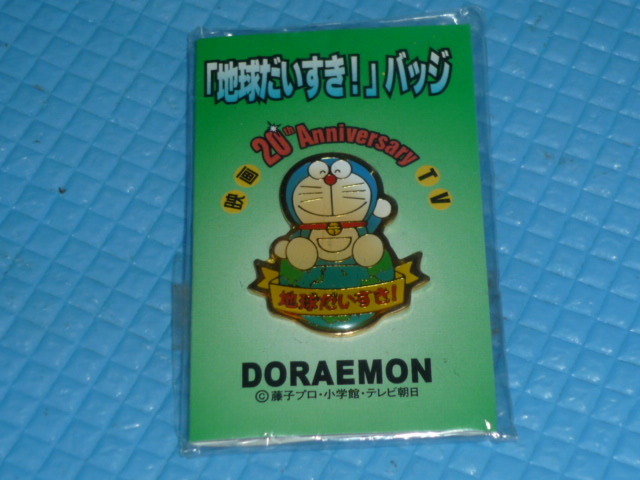 「地球だいすき！」バッジ
20th Anniversary
映画
TV
地球だいすき！
DORAEMON
©藤子プロ・小学館・テレビ朝日